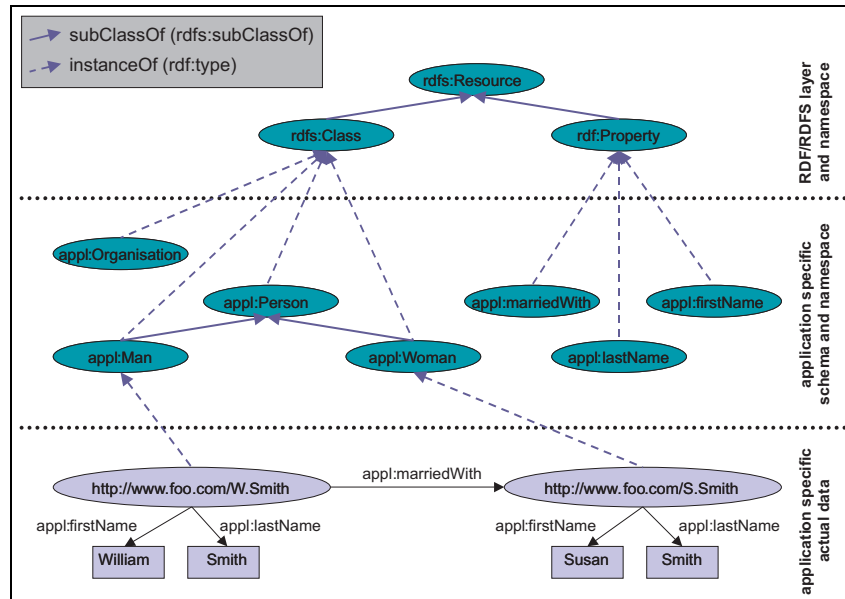 subClassOf (rdfs:subClassOf)
instanceOf (rdf:type)
rdfs:Resource
rdfs:Class
rdf:Property
RDF/RDFS layer
and namespace
appl:Organisation
appl:Person
appl:marriedWith
appl:firstName
appl:Man
appl:Woman
appl:lastName
application specific
schema and namespace
http://www.foo.com/W.Smith
appl:marriedWith
http://www.foo.com/S.Smith
appl:firstName
appl:lastName
appl:firstName
appl:lastName
William
Smith
Susan
Smith
application specific
actual data